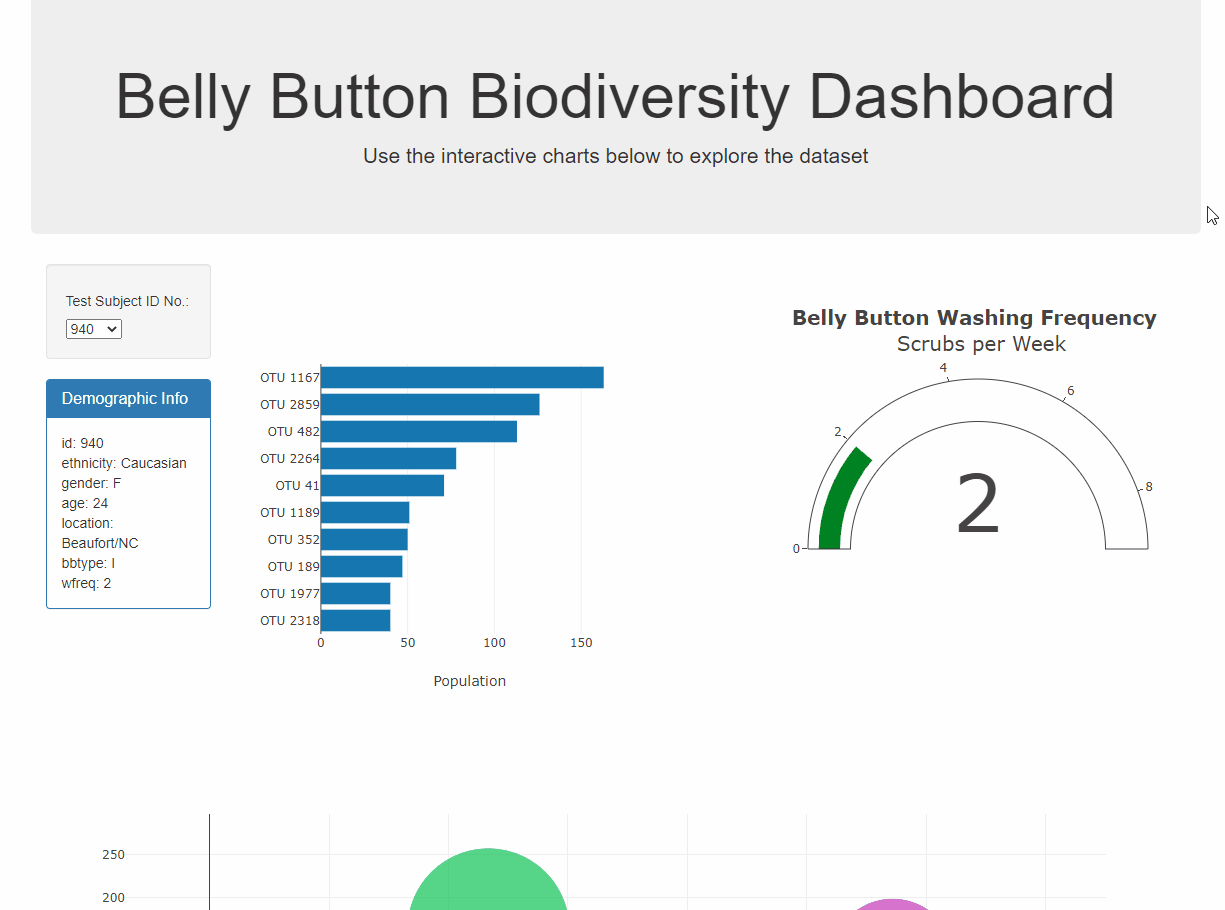 Belly Button Biodiversity Dashboard
Use the interactive charts below to explore the dataset
Test Subject ID No.:
940
Demographic Info
id: 940
ethnicity: Caucasian
gender: F
age: 24
location:
Beaufort/NC
bbtype: I
wfreq: 2
OTU 1167
OTU 2859
OTU 482
OTU 2264
OTU 41
OTU 1189
OTU 352
OTU 189
OTU 1977
OTU 2318
0 50 100 150
Population
Belly Button Washing Frequency
Scrubs per Week
0 2 4 6 8
2
250
200